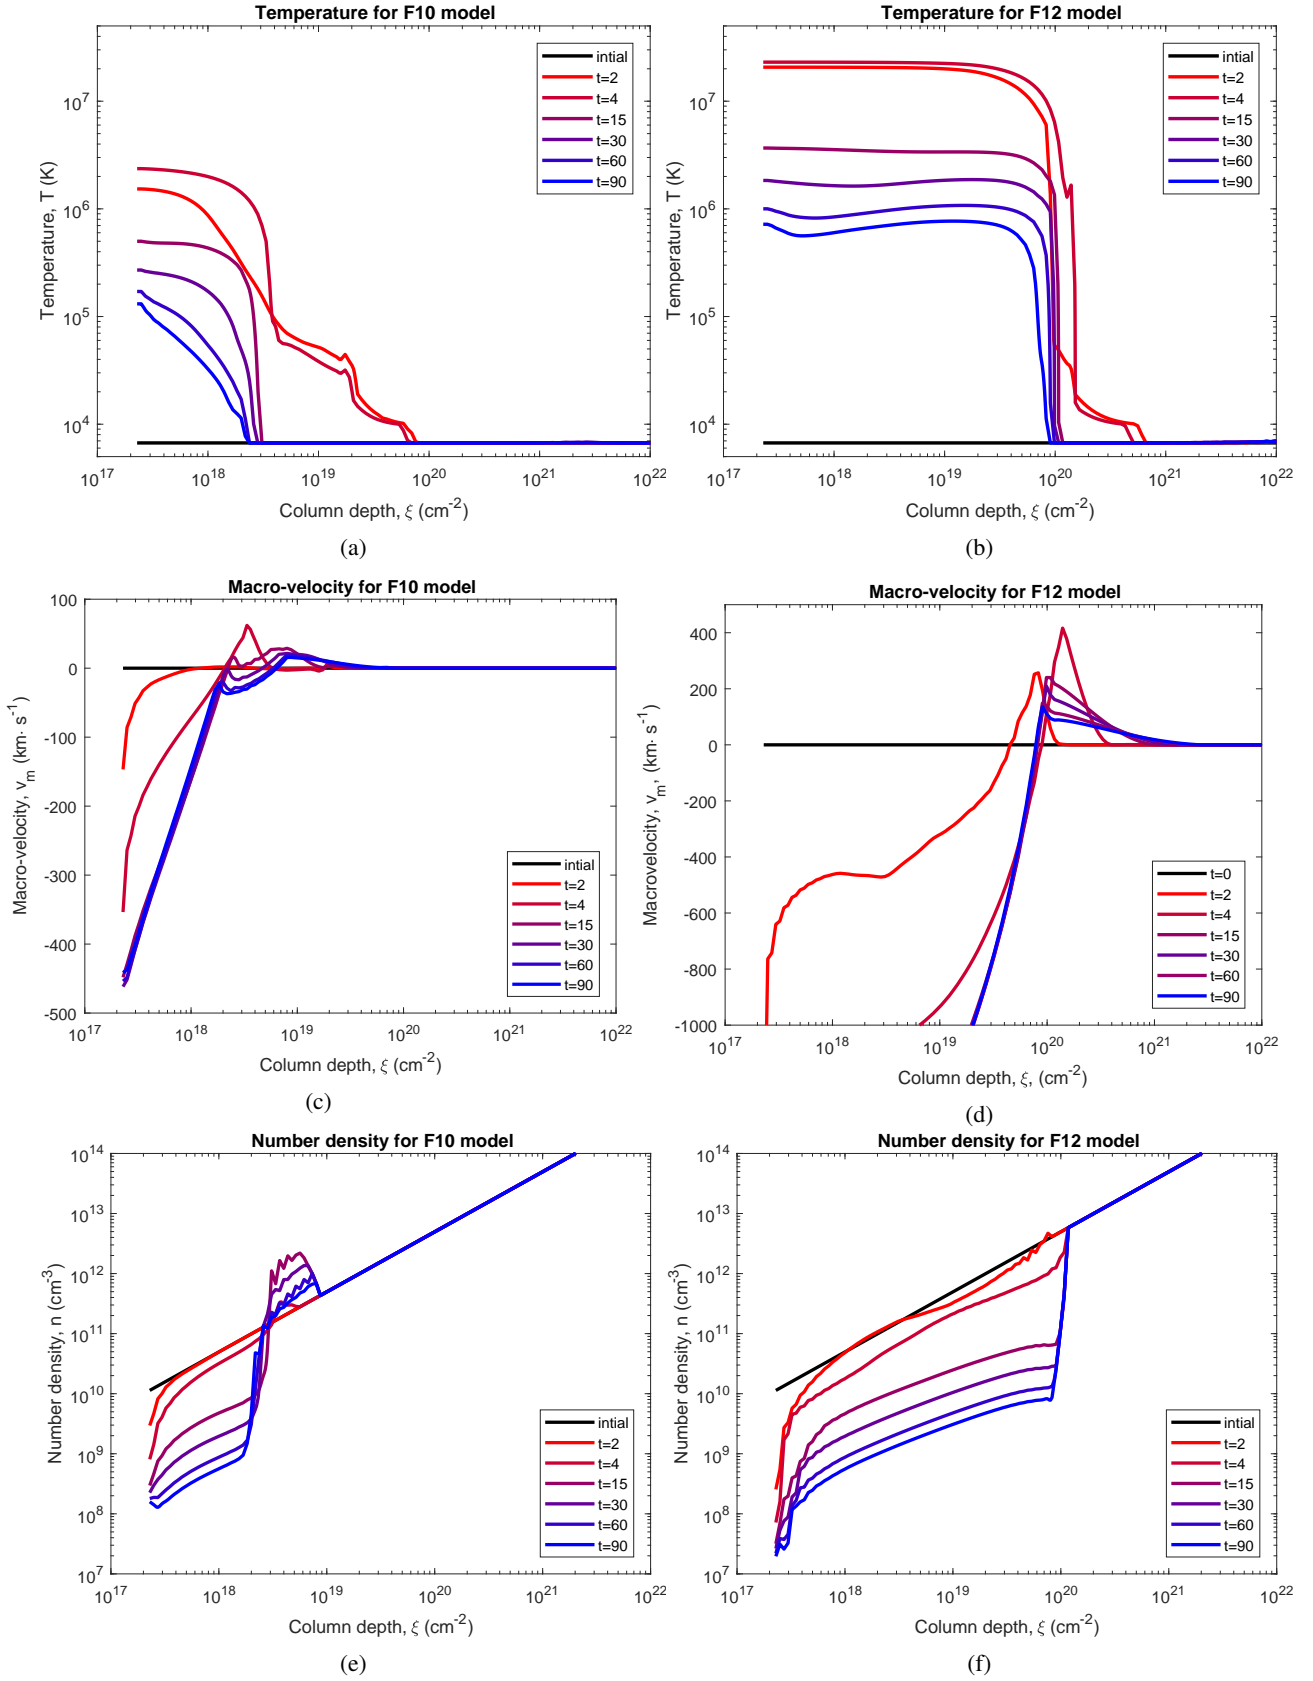 Temperature for F10 model
10^7
10^6
10^5
10^4
Temperature, T (K)
intial
t=2
t=4
t=15
t=30
t=60
t=90
10^17 10^18 10^19 10^20 10^21 10^22
Column depth, ξ (cm^-2)
(a)
Temperature for F12 model
10^7
10^6
10^5
10^4
Temperature, T (K)
intial
t=2
t=4
t=15
t=30
t=60
t=90
10^17 10^18 10^19 10^20 10^21 10^22
Column depth, ξ (cm^-2)
(b)
Macro-velocity for F10 model
100
0
-100
-200
-300
-400
-500
Macro-velocity, v_m (km· s^-1)
intial
t=2
t=4
t=15
t=30
t=60
t=90
10^17 10^18 10^19 10^20 10^21 10^22
Column depth, ξ (cm^-2)
(c)
Macro-velocity for F12 model
400
200
0
-200
-400
-600
-800
-1000
Macrovelocity, v_m, (km· s^-1)
t=0
t=2
t=4
t=15
t=30
t=60
t=90
10^17 10^18 10^19 10^20 10^21 10^22
Column depth, ξ, (cm^-2)
(d)
Number density for F10 model
10^14
10^13
10^12
10^11
10^10
10^9
10^8
10^7
Number density, n (cm^-3)
intial
t=2
t=4
t=15
t=30
t=60
t=90
10^17 10^18 10^19 10^20 10^21 10^22
Column depth, ξ (cm^-2)
(e)
Number density for F12 model
10^14
10^13
10^12
10^11
10^10
10^9
10^8
10^7
Number density, n (cm^-3)
intial
t=2
t=4
t=15
t=30
t=60
t=90
10^17 10^18 10^19 10^20 10^21 10^22
Column depth, ξ (cm^-2)
(f)